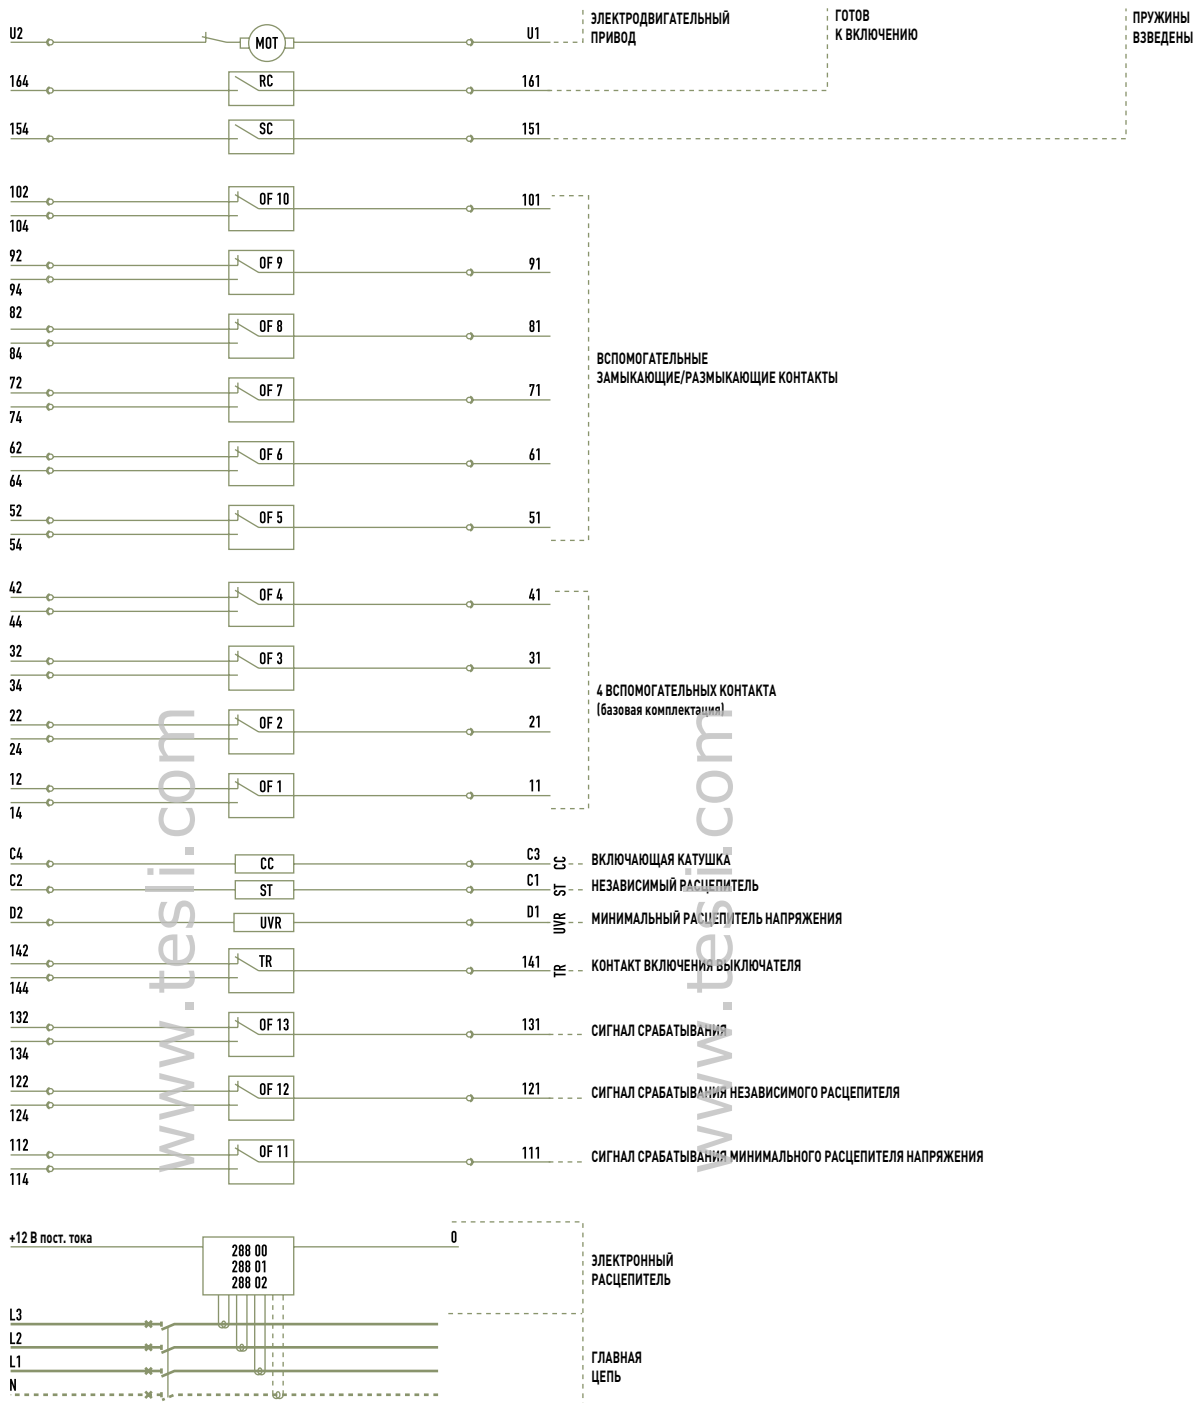 U2 MOT U1 ЭЛЕКТРОДВИГАТЕЛЬНЫЙ
ПРИВОД
ГОТОВ
К ВКЛЮЧЕНИЮ
ПРУЖИНЫ
ВЗВЕДЕНЫ
164 RC 161
154 SC 151
102 OF 10 101
104
92 OF 9 91
94
82 OF 8 81
84
ВСПОМОГАТЕЛЬНЫЕ
ЗАМЫКАЮЩИЕ/РАЗМЫКАЮЩИЕ КОНТАКТЫ
72 OF 7 71
74
62 OF 6 61
64
52 OF 5 51
54
42 OF 4 41
44
32 OF 3 31
34
4 ВСПОМОГАТЕЛЬНЫХ КОНТАКТА
(базовая комплектация)
22 OF 2 21
24
12 OF 1 11
14
C4 CC C3 CC ВКЛЮЧАЮЩАЯ КАТУШКА
C2 ST C1 ST НЕЗАВИСИМЫЙ РАСЦЕПИТЕЛЬ
D2 UVR D1 UVR МИНИМАЛЬНЫЙ РАСЦЕПИТЕЛЬ НАПРЯЖЕНИЯ
142 TR 141 TR КОНТАКТ ВКЛЮЧЕНИЯ ВЫКЛЮЧАТЕЛЯ
144
132 OF 13 131 СИГНАЛ СРАБАТЫВАНИЯ
134
122 OF 12 121 СИГНАЛ СРАБАТЫВАНИЯ НЕЗАВИСИМОГО РАСЦЕПИТЕЛЯ
124
112 OF 11 111 СИГНАЛ СРАБАТЫВАНИЯ МИНИМАЛЬНОГО РАСЦЕПИТЕЛЯ НАПРЯЖЕНИЯ
114
+12 В пост. тока 0
288 00
288 01
288 02
ЭЛЕКТРОННЫЙ
РАСЦЕПИТЕЛЬ
L3
L2
L1
N
ГЛАВНАЯ
ЦЕПЬ
www.tesli.com
www.tesli.com